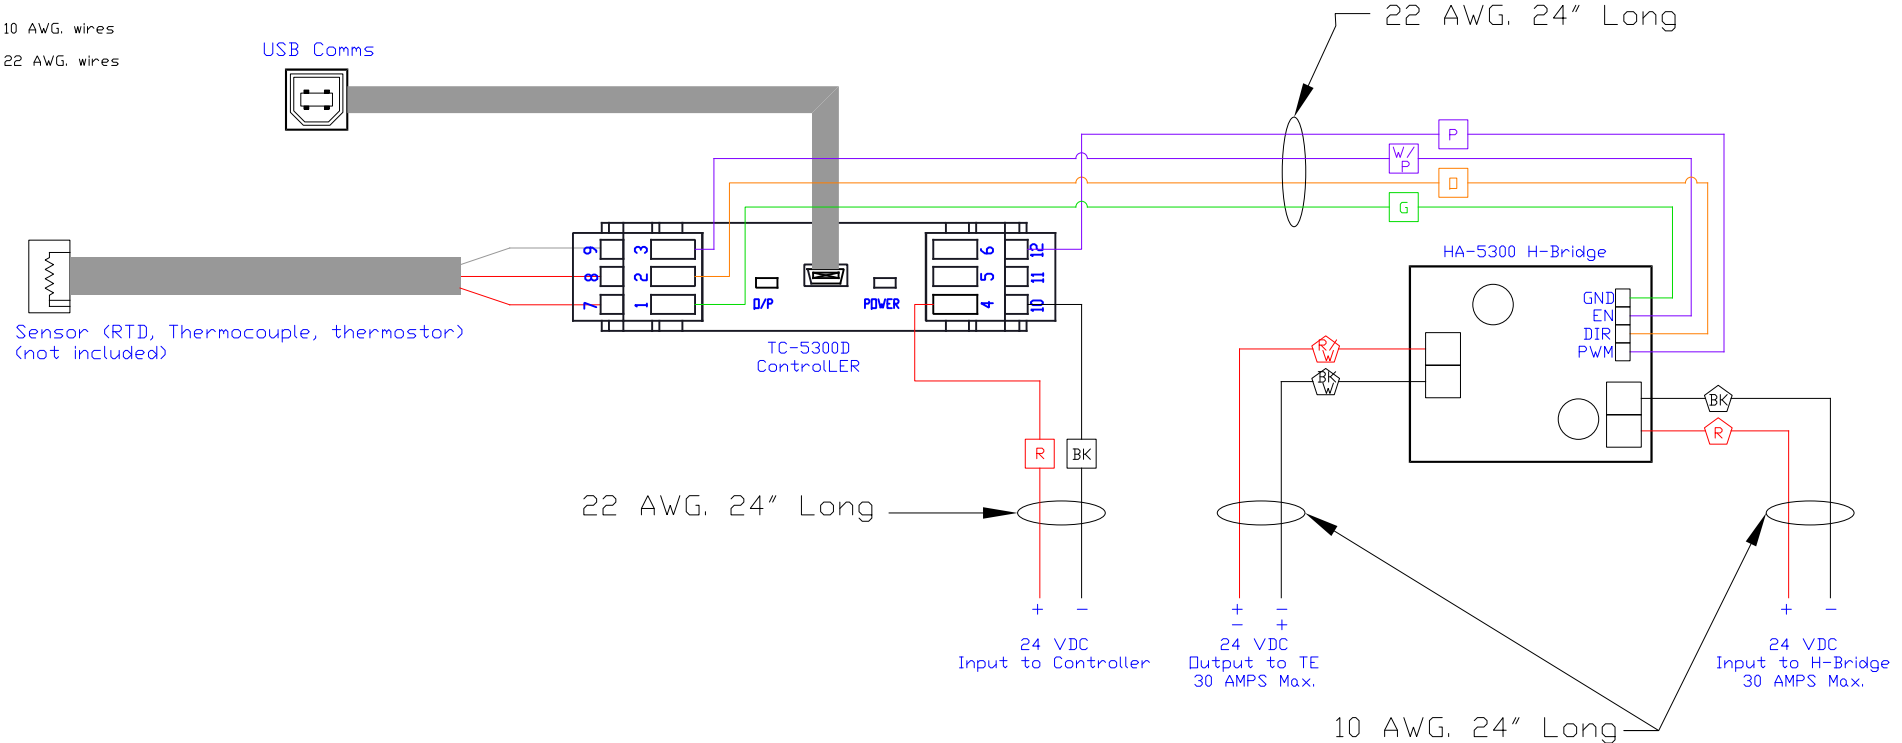 10 AWG. wires
22 AWG. wires
USB Comms
22 AWG. 24" Long
P
W/
P
O
G
9
3
8
2
7
1
O/P
POWER
6
12
5
11
4
10
TC-5300D
ControlLER
Sensor (RTD, Thermocouple, thermostor)
(not included)
HA-5300 H-Bridge
GND
EN
DIR
PWM
R/
W
BK
W
BK
R
R
BK
22 AWG. 24" Long
+ -
24 VDC
Input to Controller
+ -
- +
24 VDC
Output to TE
30 AMPS Max.
+ -
24 VDC
Input to H-Bridge
30 AMPS Max.
10 AWG. 24" Long